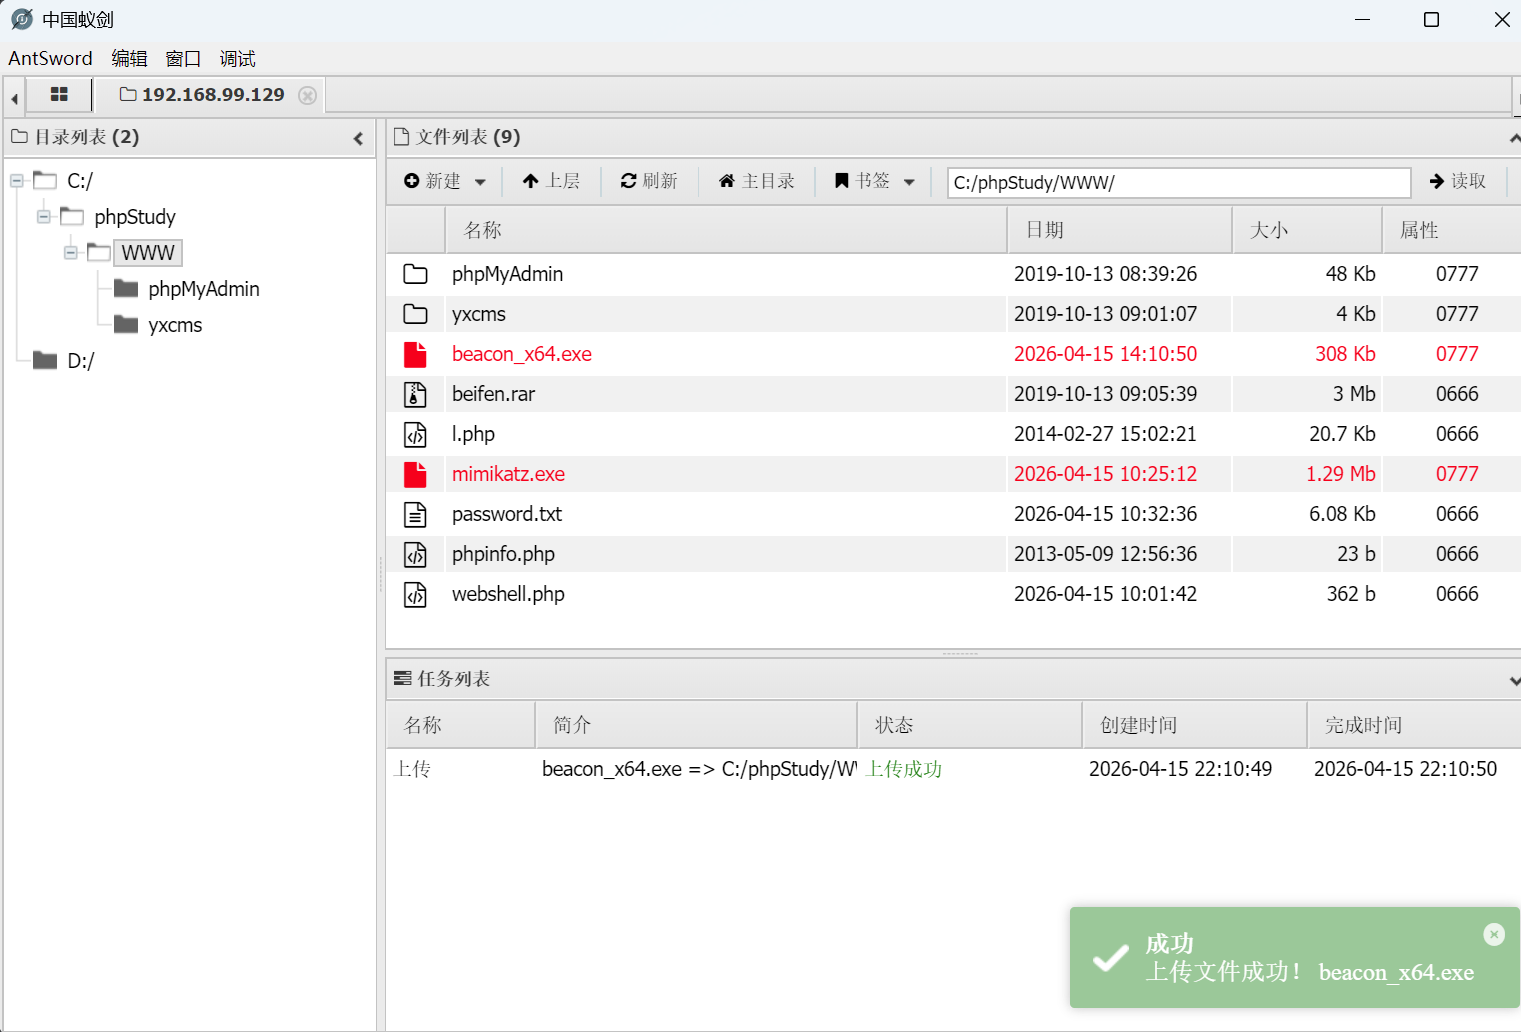 中国蚁剑
AntSword 编辑 窗口 调试
192.168.99.129
目录列表 (2)
C:/
phpStudy
WWW
phpMyAdmin
yxcms
D:/
文件列表 (9)
新建 上层 刷新 主目录 书签 C:/phpStudy/WWW/ 读取
名称 日期 大小 属性
phpMyAdmin 2019-10-13 08:39:26 48 Kb 0777
yxcms 2019-10-13 09:01:07 4 Kb 0777
beacon_x64.exe 2026-04-15 14:10:50 308 Kb 0777
beifen.rar 2019-10-13 09:05:39 3 Mb 0666
l.php 2014-02-27 15:02:21 20.7 Kb 0666
mimikatz.exe 2026-04-15 10:25:12 1.29 Mb 0777
password.txt 2026-04-15 10:32:36 6.08 Kb 0666
phpinfo.php 2013-05-09 12:56:36 23 b 0666
webshell.php 2026-04-15 10:01:42 362 b 0666
任务列表
名称 简介 状态 创建时间 完成时间
上传 beacon_x64.exe => C:/phpStudy/W 上传成功 2026-04-15 22:10:49 2026-04-15 22:10:50
成功
上传文件成功！ beacon_x64.exe